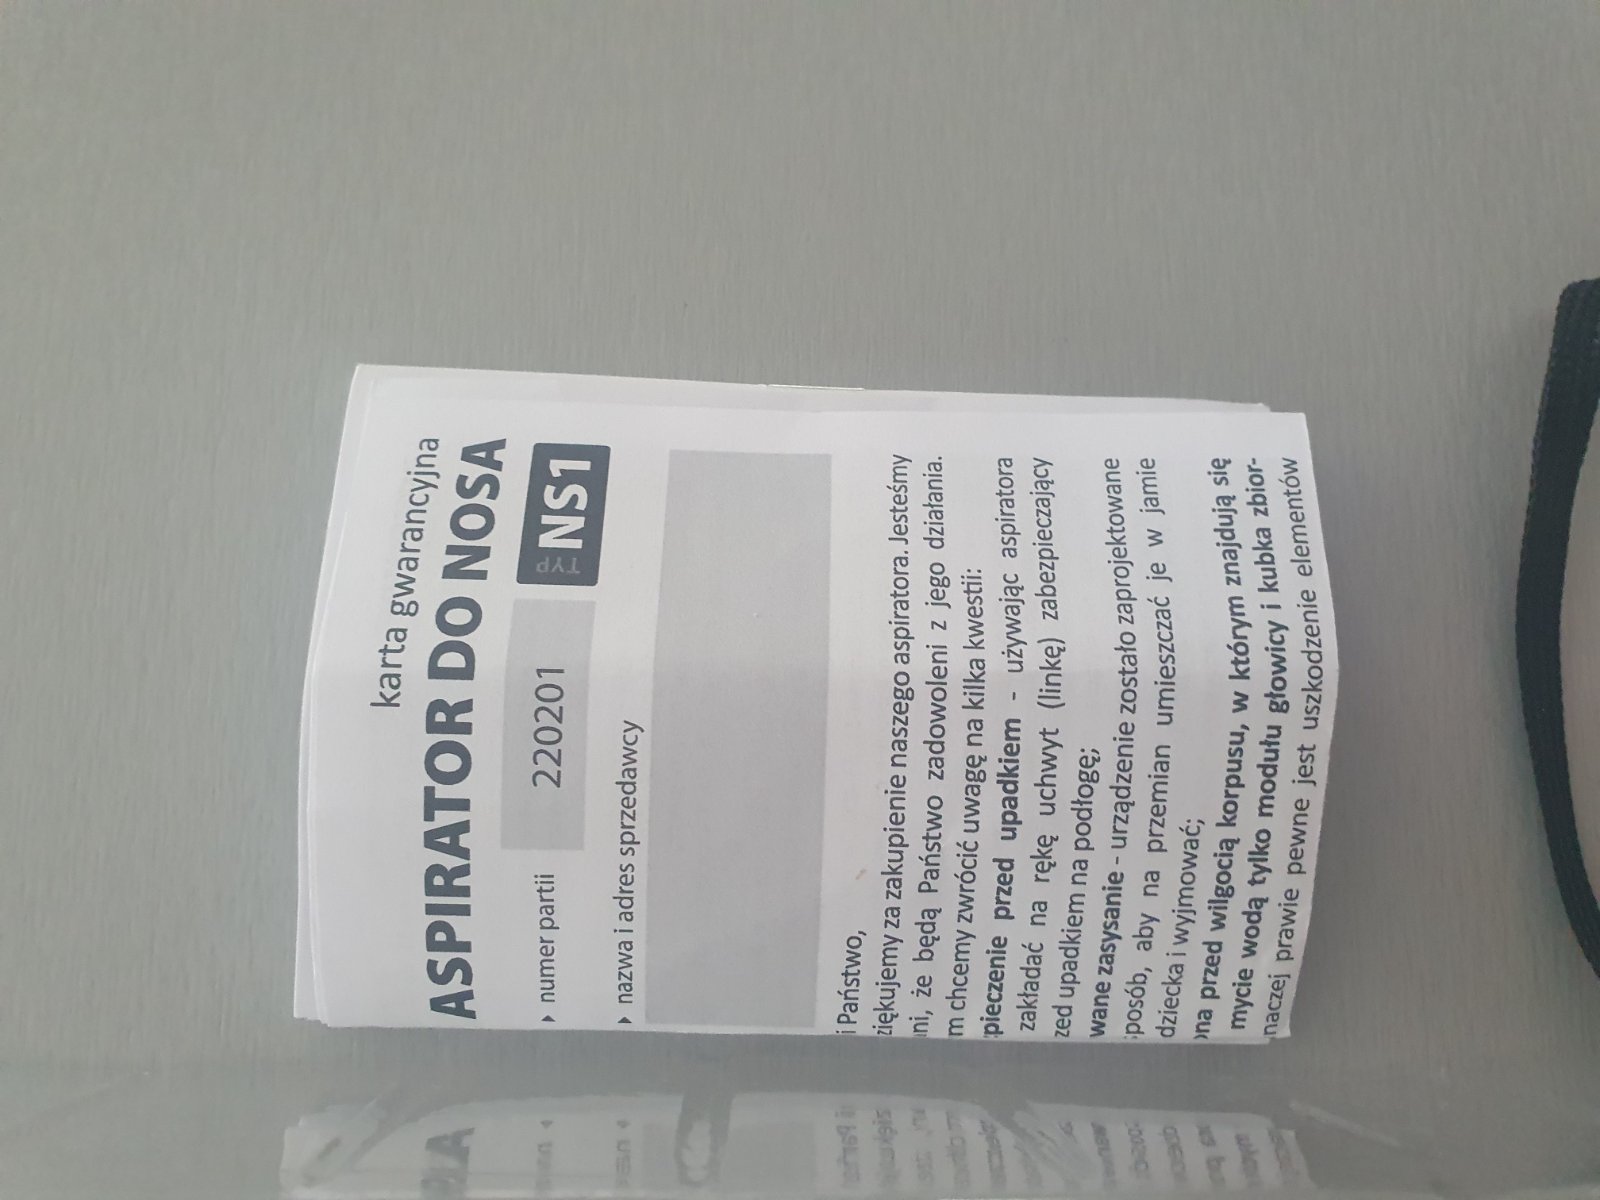 karta gwarancyjna
ASPIRATOR DO NOSA
numer partii 220201 TYP NS1
nazwa i adres sprzedawcy
i Państwo,
ziękujemy za zakupienie naszego aspiratora. Jesteśmy
ni, że będą Państwo zadowoleni z jego działania.
m chcemy zwrócić uwagę na kilka kwestii:
pieczenie przed upadkiem - używając aspiratora
zakładać na rękę uchwyt (linkę) zabezpieczający
zed upadkiem na podłogę;
wane zasysanie - urządzenie zostało zaprojektowane
sposób, aby na przemian umieszczać je w jamie
dziecka i wyjmować;
ona przed wilgocią korpusu, w którym znajdują się
mycie wodą tylko modułu głowicy i kubka zbior-
naczej prawie pewne jest uszkodzenie elementów